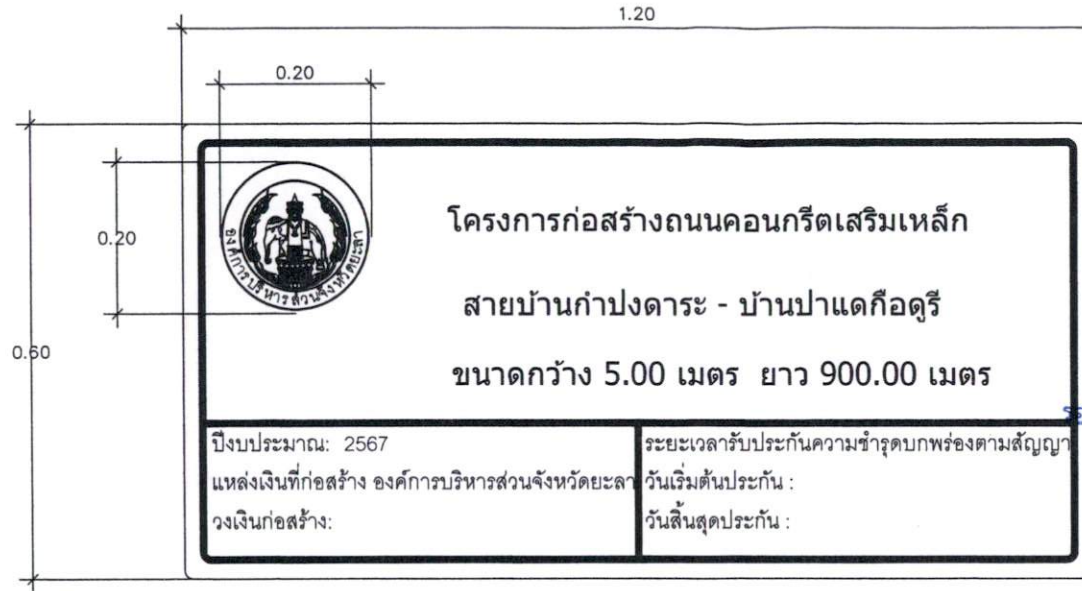 1.20
0.20
0.20
0.60
องค์การบริหารส่วนจังหวัดยะลา
โครงการก่อสร้างถนนคอนกรีตเสริมเหล็ก
สายบ้านกำปงดาระ - บ้านปาแดกือดูรี
ขนาดกว้าง 5.00 เมตร ยาว 900.00 เมตร
ปีงบประมาณ: 2567
แหล่งเงินที่ก่อสร้าง องค์การบริหารส่วนจังหวัดยะลา
วงเงินก่อสร้าง:
ระยะเวลารับประกันความชำรุดบกพร่องตามสัญญา
วันเริ่มต้นประกัน :
วันสิ้นสุดประกัน :